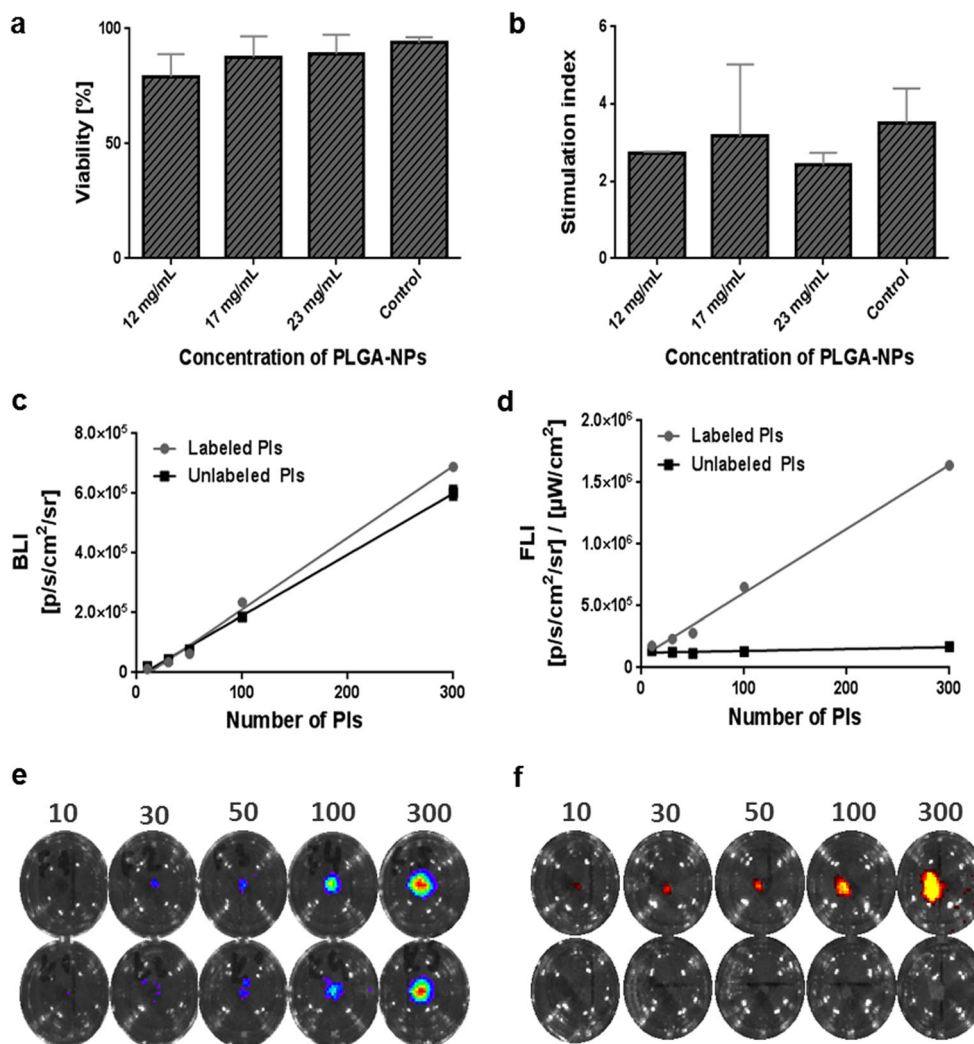 a
Viability [%]
100
50
0
12 mg/mL
17 mg/mL
23 mg/mL
Control
Concentration of PLGA-NPs
b
Stimulation index
6
4
2
0
12 mg/mL
17 mg/mL
23 mg/mL
Control
Concentration of PLGA-NPs
c
BLI
[p/s/cm²/sr]
8.0×10⁵
6.0×10⁵
4.0×10⁵
2.0×10⁵
0
Labeled PIs
Unlabeled PIs
0 100 200 300
Number of PIs
d
FLI
[p/s/cm²/sr] / [µW/cm²]
2.0×10⁶
1.5×10⁶
1.0×10⁶
5.0×10⁵
0
Labeled PIs
Unlabeled PIs
0 100 200 300
Number of PIs
e
10 30 50 100 300
f
10 30 50 100 300